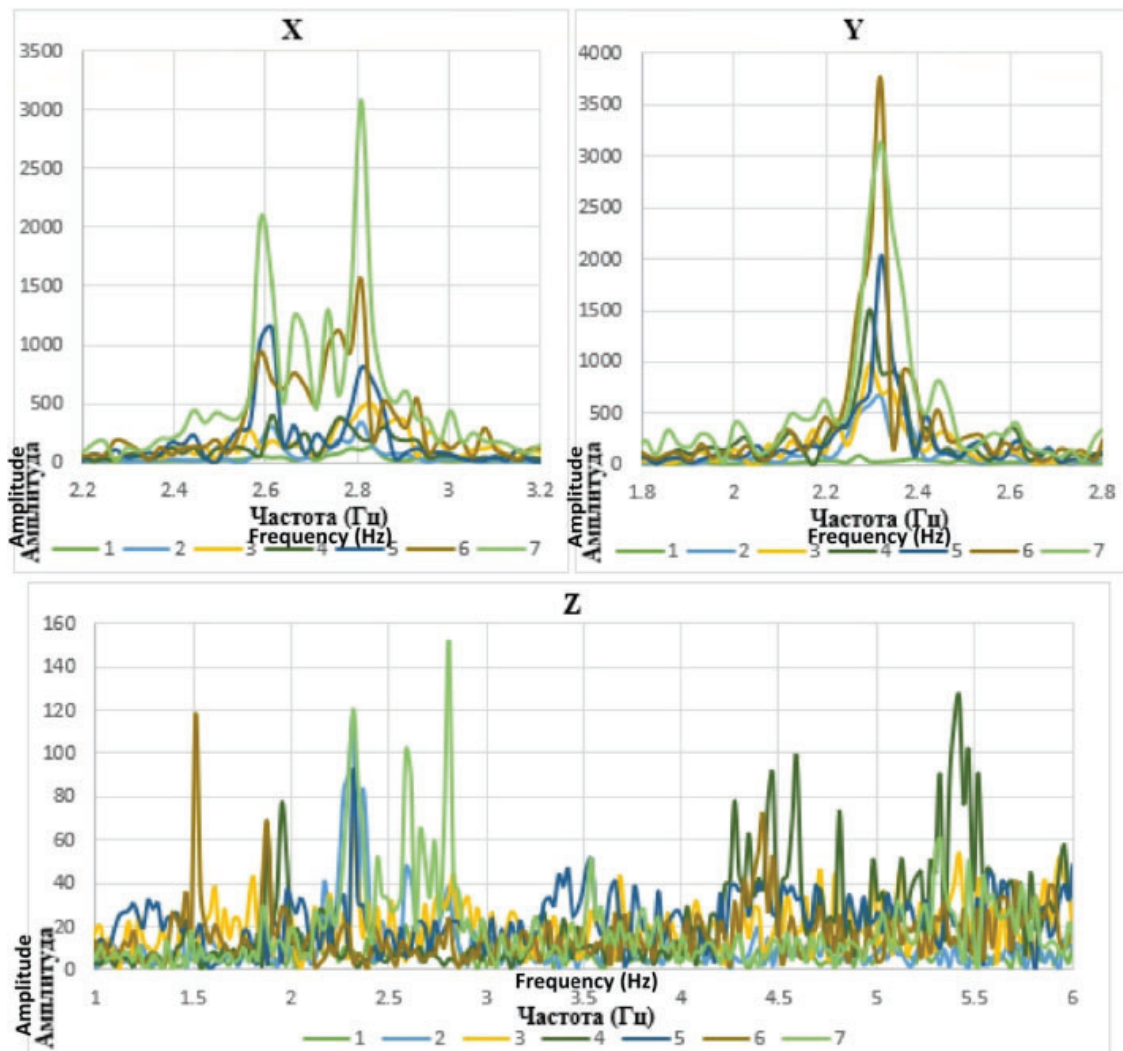 X
3500
3000
2500
2000
1500
1000
500
0
2.2 2.4 2.6 2.8 3 3.2
Amplitude
Амплитуда
Частота (Гц)
Frequency (Hz)
1 2 3 4 5 6 7
Y
4000
3500
3000
2500
2000
1500
1000
500
0
1.8 2 2.2 2.4 2.6 2.8
Amplitude
Амплитуда
Частота (Гц)
Frequency (Hz)
1 2 3 4 5 6 7
Z
160
140
120
100
80
60
40
20
0
1 1.5 2 2.5 3 3.5 4 4.5 5 5.5 6
Amplitude
Амплитуда
Frequency (Hz)
Частота (Гц)
1 2 3 4 5 6 7